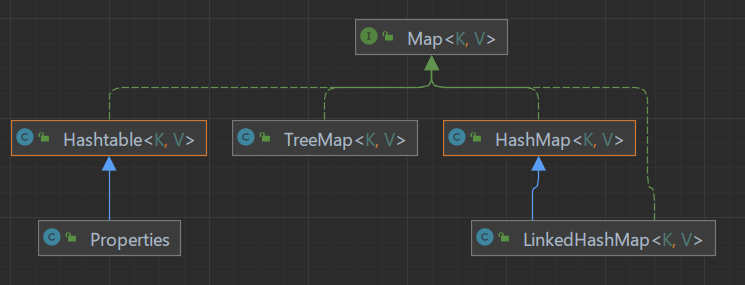 I Map<K, V>
C Hashtable<K, V>
C TreeMap<K, V>
C HashMap<K, V>
C Properties
C LinkedHashMap<K, V>